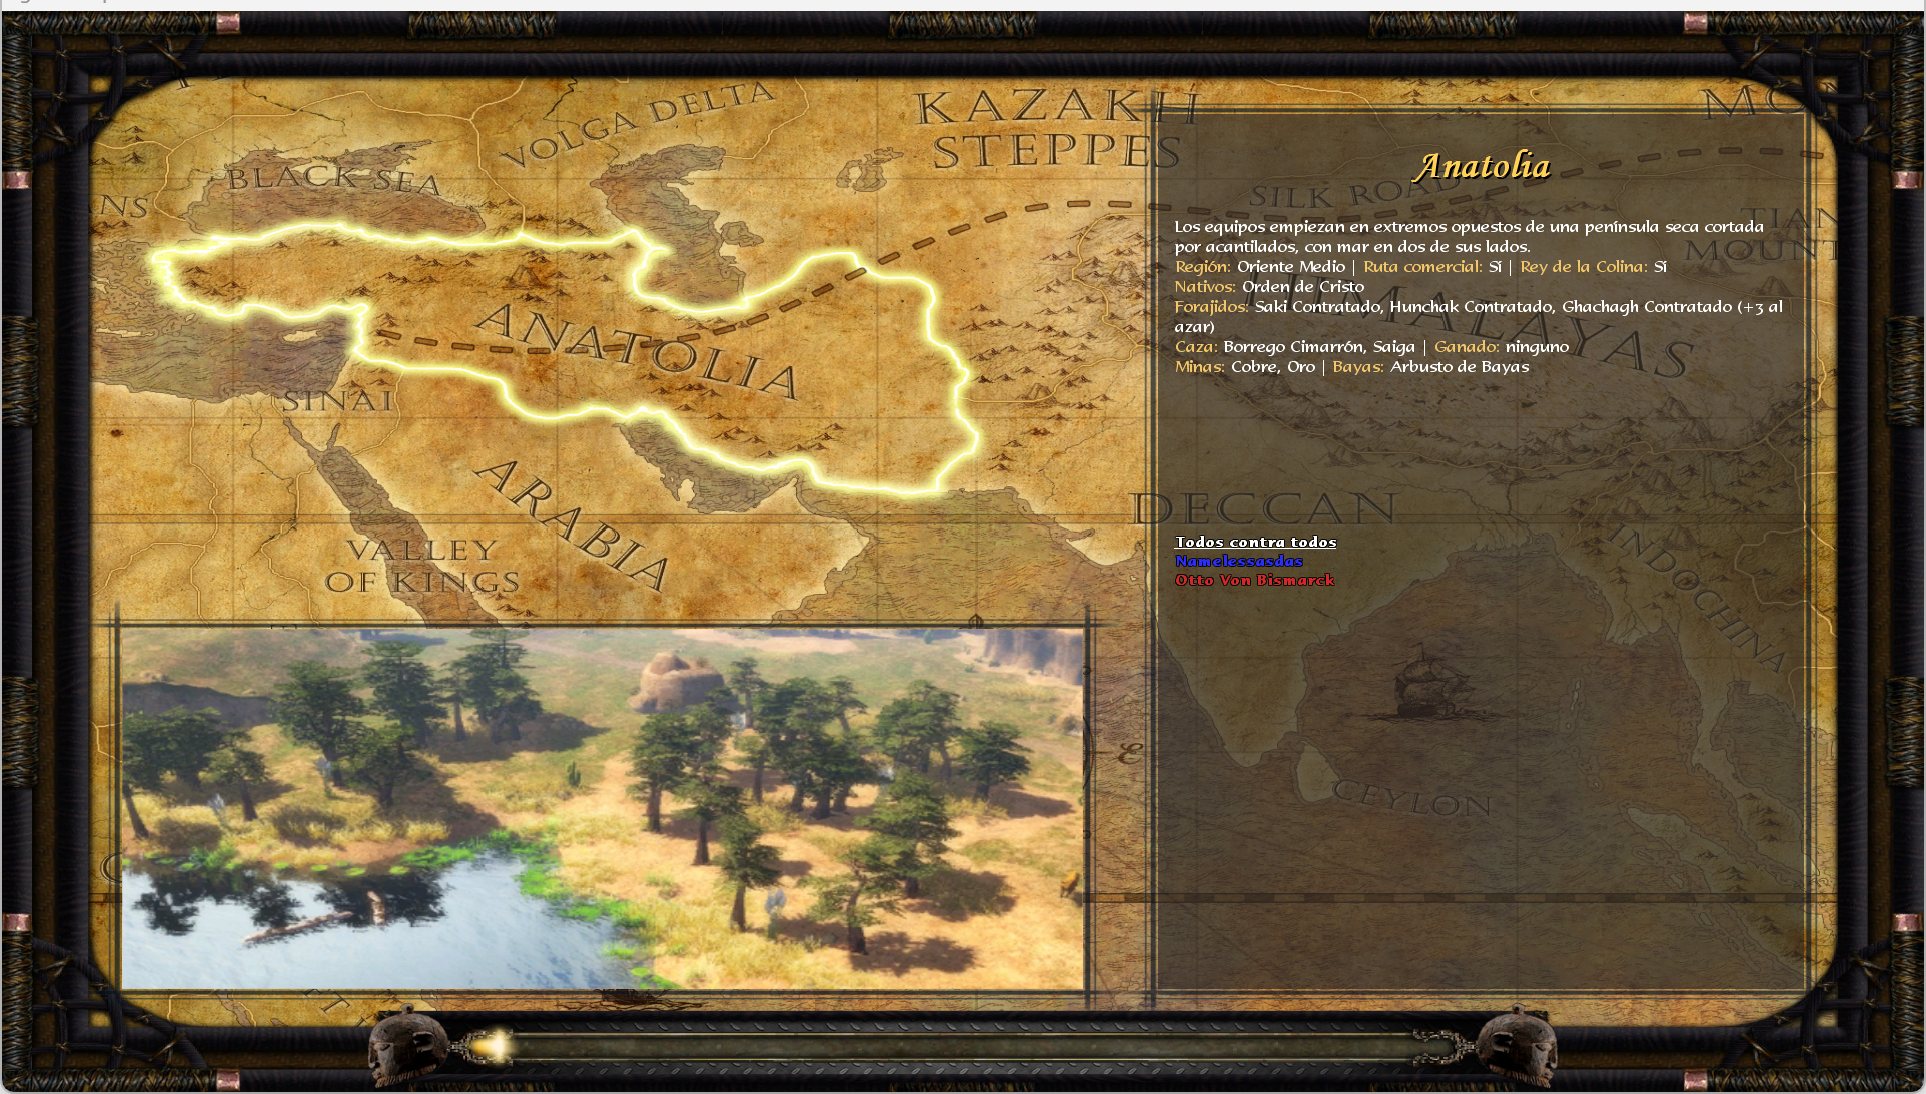 VOLGA DELTA
KAZAKH
STEPPES
BLACK SEA
ANATOLIA
SINAI
ARABIA
VALLEY
OF KINGS
DECCAN
SILK ROAD
HIMALAYAS
INDOCHINA
CEYLON
Anatolia
Los equipos empiezan en extremos opuestos de una península seca cortada
por acantilados, con mar en dos de sus lados.
Región: Oriente Medio | Ruta comercial: Sí | Rey de la Colina: Sí
Nativos: Orden de Cristo
Forajidos: Saki Contratado, Hunchak Contratado, Ghachagh Contratado (+3 al
azar)
Caza: Borrego Cimarrón, Saiga | Ganado: ninguno
Minas: Cobre, Oro | Bayas: Arbusto de Bayas
Todos contra todos
Namelessasdas
Otto Von Bismarck